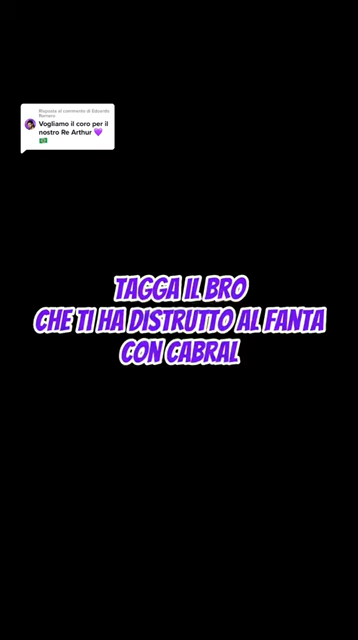 Risposta al commento di Edoardo
Romano
Vogliamo il coro per il
nostro Re Arthur 💜
TAGGA IL BRO
CHE TI HA DISTRUTTO AL FANTA
CON CABRAL